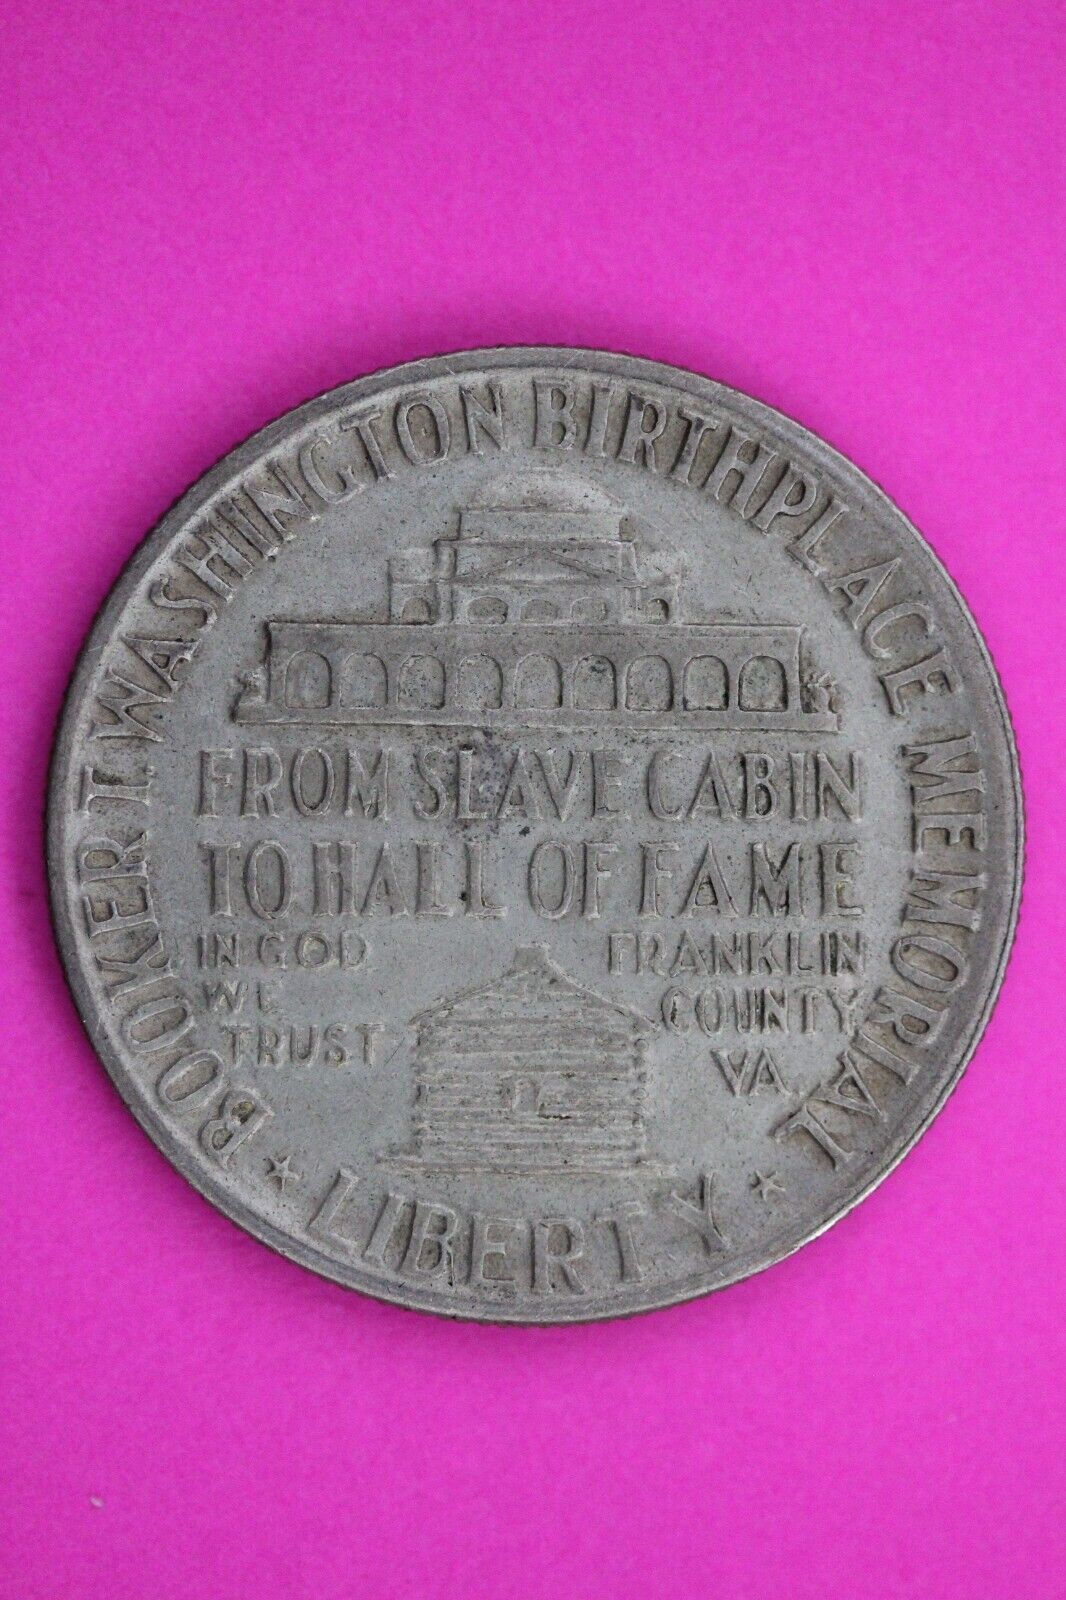 BOOKER T. WASHINGTON BIRTHPLACE MEMORIAL
FROM SLAVE CABIN
TO HALL OF FAME
IN GOD
WE
TRUST
FRANKLIN
COUNTY
VA
LIBERTY